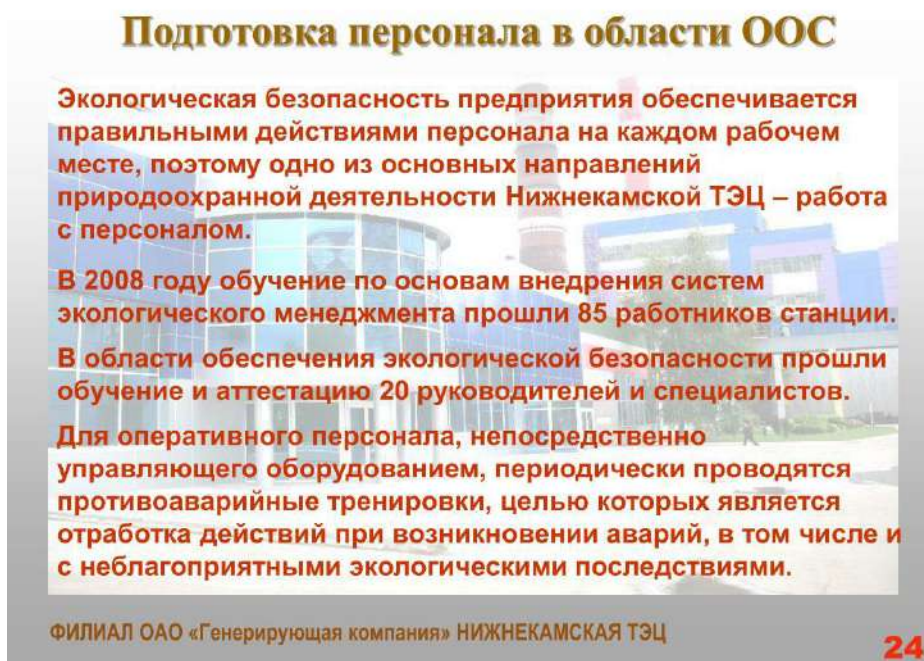 Подготовка персонала в области ООС
Экологическая безопасность предприятия обеспечивается
правильными действиями персонала на каждом рабочем
месте, поэтому одно из основных направлений
природоохранной деятельности Нижнекамской ТЭЦ – работа
с персоналом.
В 2008 году обучение по основам внедрения систем
экологического менеджмента прошли 85 работников станции.
В области обеспечения экологической безопасности прошли
обучение и аттестацию 20 руководителей и специалистов.
Для оперативного персонала, непосредственно
управляющего оборудованием, периодически проводятся
противоаварийные тренировки, целью которых является
отработка действий при возникновении аварий, в том числе и
с неблагоприятными экологическими последствиями.
ФИЛИАЛ ОАО «Генерирующая компания» НИЖНЕКАМСКАЯ ТЭЦ
24